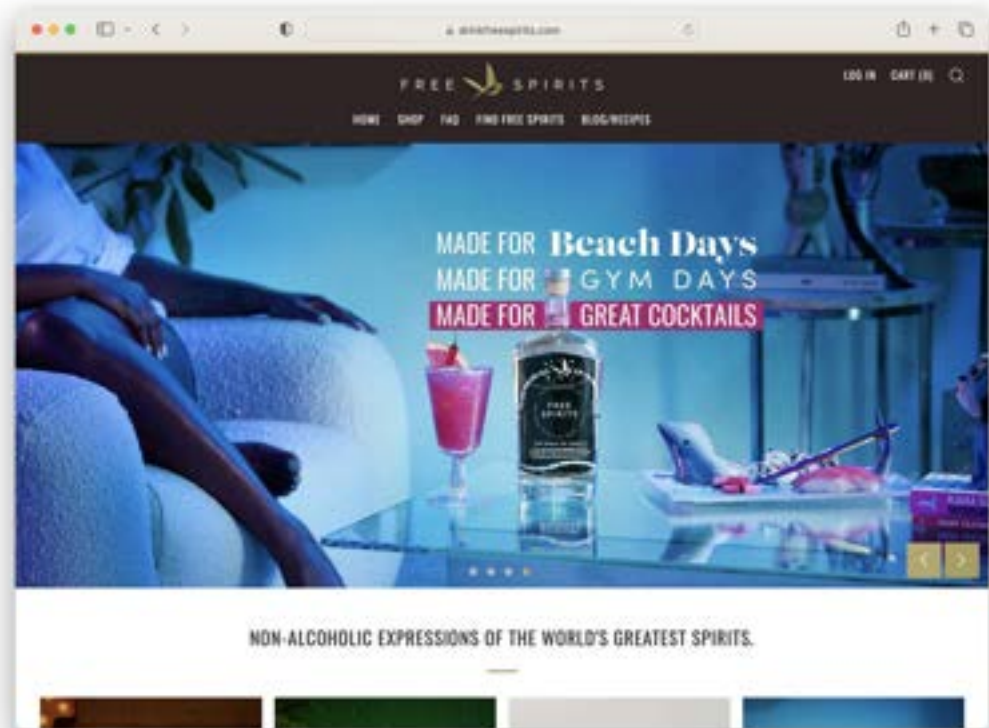 drinkfreespirits.com
FREE SPIRITS
LOG IN CART (0)
HOME SHOP FAQ FIND FREE SPIRITS BLOG/RECIPES
MADE FOR Beach Days
MADE FOR GYM DAYS
MADE FOR GREAT COCKTAILS
FREE
SPIRITS
NON-ALCOHOLIC EXPRESSIONS OF THE WORLD'S GREATEST SPIRITS.